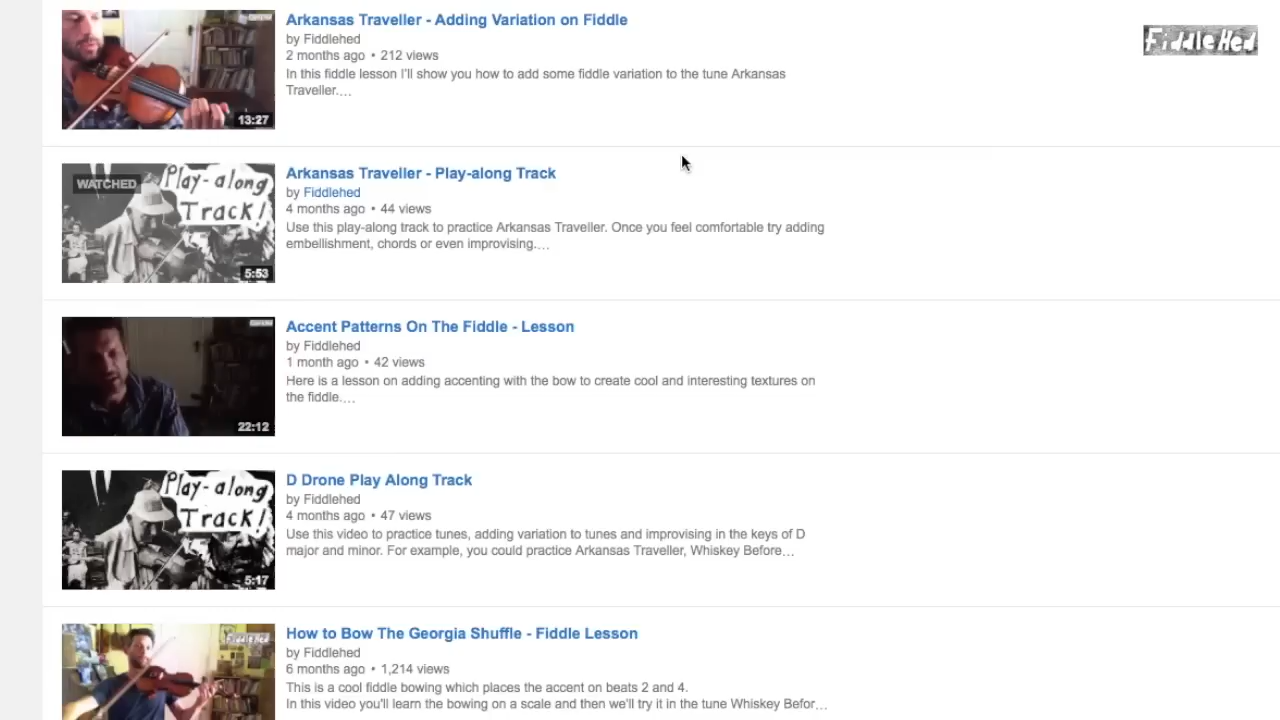 Arkansas Traveller - Adding Variation on Fiddle
by Fiddlehed
2 months ago • 212 views
In this fiddle lesson I'll show you how to add some fiddle variation to the tune Arkansas
Traveller....
13:27
FiddleHed
WATCHED
Play-along
Track!
5:53
Arkansas Traveller - Play-along Track
by Fiddlehed
4 months ago • 44 views
Use this play-along track to practice Arkansas Traveller. Once you feel comfortable try adding
embellishment, chords or even improvising....
22:12
Accent Patterns On The Fiddle - Lesson
by Fiddlehed
1 month ago • 42 views
Here is a lesson on adding accenting with the bow to create cool and interesting textures on
the fiddle....
Play-along
Track!
5:17
D Drone Play Along Track
by Fiddlehed
4 months ago • 47 views
Use this video to practice tunes, adding variation to tunes and improvising in the keys of D
major and minor. For example, you could practice Arkansas Traveller, Whiskey Before...
FiddleHed
How to Bow The Georgia Shuffle - Fiddle Lesson
by Fiddlehed
6 months ago • 1,214 views
This is a cool fiddle bowing which places the accent on beats 2 and 4.
In this video you'll learn the bowing on a scale and then we'll try it in the tune Whiskey Befor...